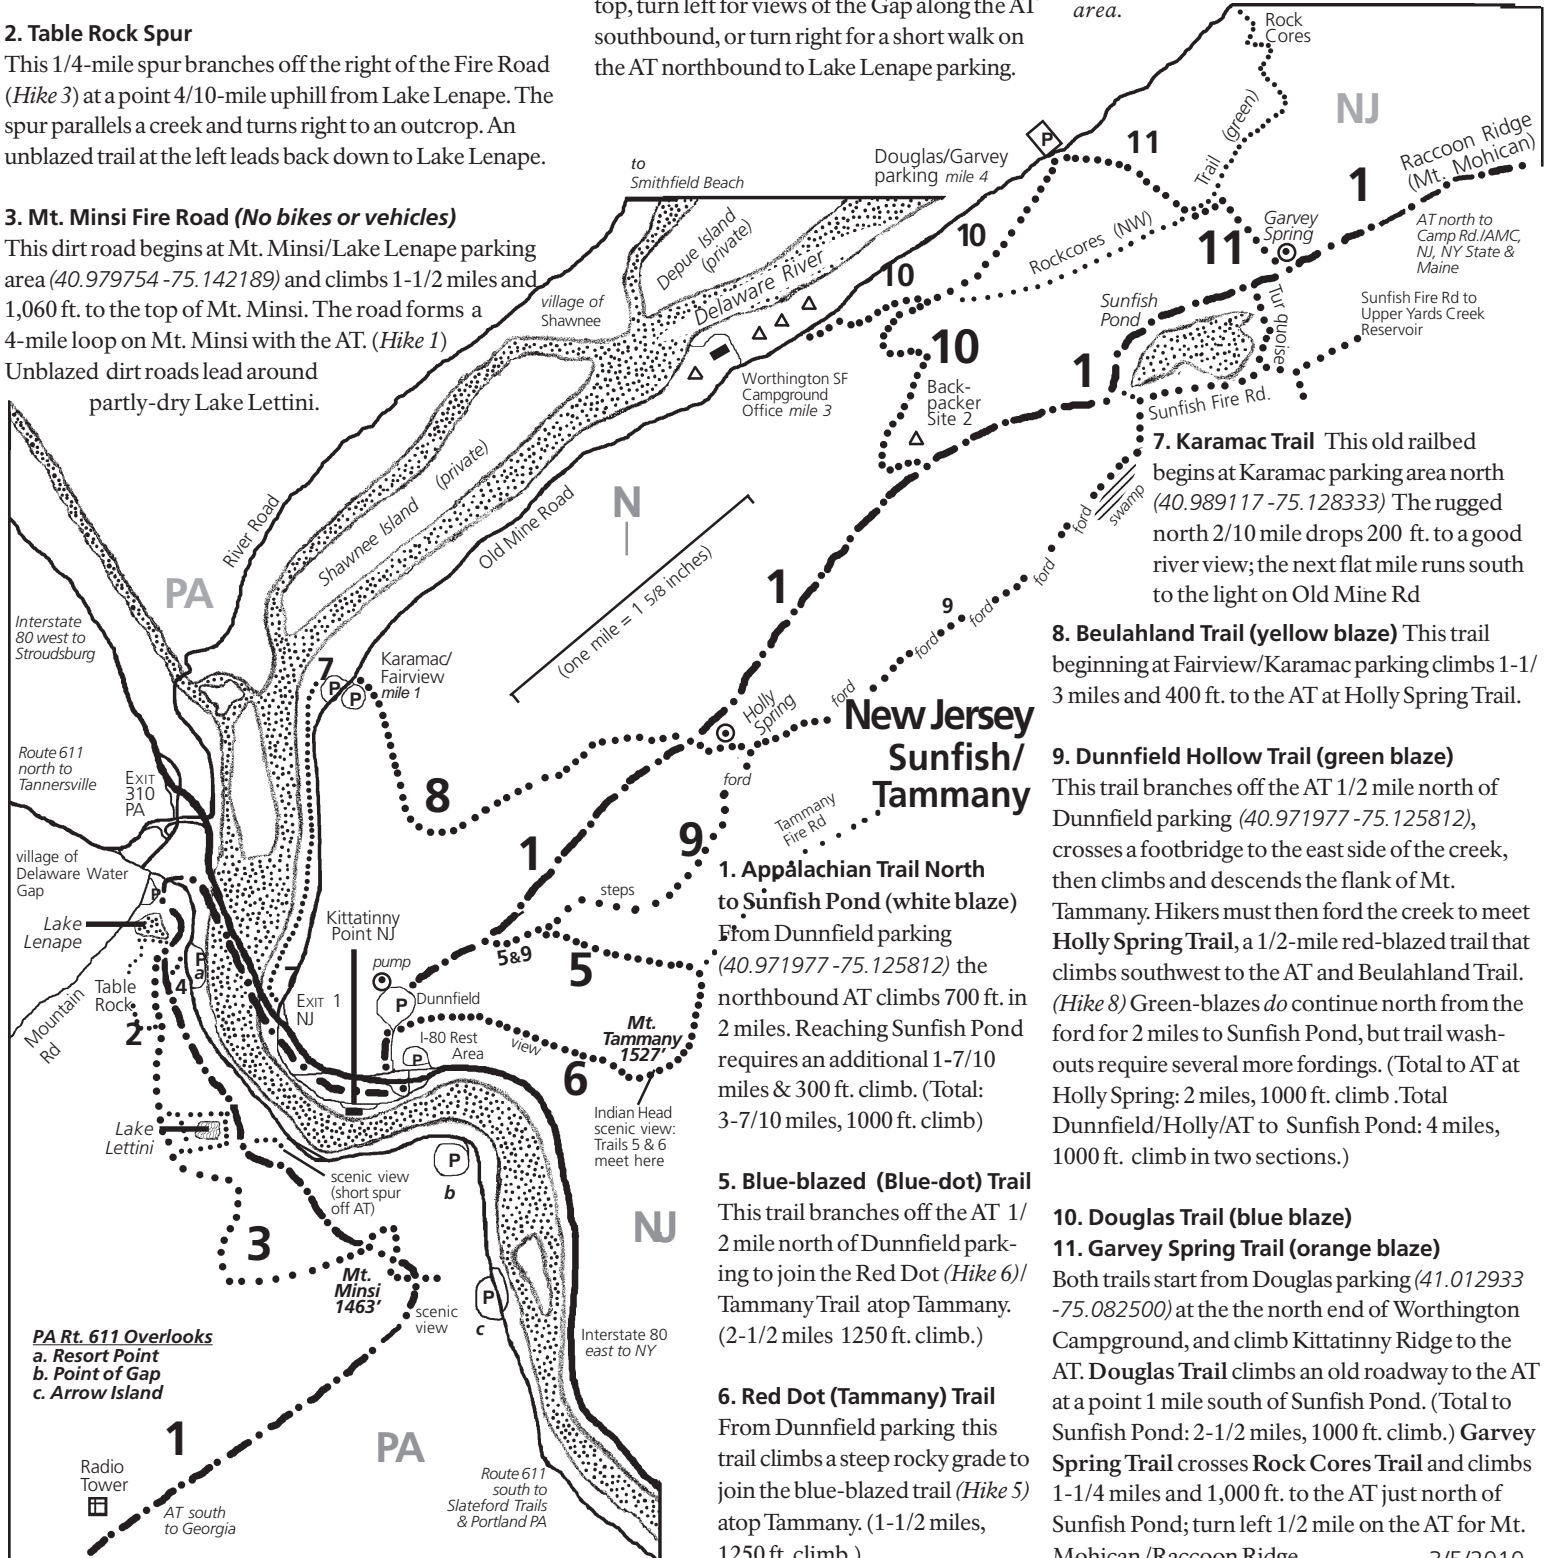 2. Table Rock Spur
This 1/4-mile spur branches off the right of the Fire Road
(Hike 3) at a point 4/10-mile uphill from Lake Lenape. The
spur parallels a creek and turns right to an outcrop. An
unblazed trail at the left leads back down to Lake Lenape.
3. Mt. Minsi Fire Road (No bikes or vehicles)
This dirt road begins at Mt. Minsi/Lake Lenape parking
area (40.979754 -75.142189) and climbs 1-1/2 miles and
1,060 ft. to the top of Mt. Minsi. The road forms a
4-mile loop on Mt. Minsi with the AT. (Hike 1)
Unblazed dirt roads lead around
partly-dry Lake Lettini.
top, turn left for views of the Gap along the AT
southbound, or turn right for a short walk on
the AT northbound to Lake Lenape parking.
area.
Rock
Cores
NJ
Trail (green)
P
11
Douglas/Garvey
parking mile 4
Raccoon Ridge
(Mt. Mohican)
1
to
Smithfield Beach
Depue Island
(private)
Delaware River
10
10
Rockcores (NW)
11
Garvey
Spring
AT north to
Camp Rd./AMC,
NJ, NY State &
Maine
village of
Shawnee
Sunfish
Pond
Turquoise
Sunfish Fire Rd to
Upper Yards Creek
Reservoir
10
1
Worthington SF
Campground
Office mile 3
Back-
packer
Site 2
Sunfish Fire Rd.
Shawnee Island (private)
River Road
Old Mine Road
N
PA
(one mile = 1 5/8 inches)
1
swamp
ford
ford
ford
9
ford
ford
Interstate
80 west to
Stroudsburg
7
P
P
Karamac/
Fairview
mile 1
Holly
Spring
ford
New Jersey
Sunfish/
Tammany
Route 611
north to
Tannersville
EXIT
310
PA
8
Tammany
Fire Rd
1
9
village of
Delaware Water
Gap
P
Lake
Lenape
steps
Kittatinny
Point NJ
pump
5&9
5
P
a
4
7
EXIT 1
NJ
P
Dunnfield
Table
Rock
2
Mountain
Rd
I-80 Rest
Area
P
view
6
Mt.
Tammany
1527'
Indian Head
scenic view:
Trails 5 & 6
meet here
Lake
Lettini
scenic view
(short spur
off AT)
P
b
NJ
3
Mt.
Minsi
1463'
scenic
view
P
c
Interstate 80
east to NY
PA Rt. 611 Overlooks
a. Resort Point
b. Point of Gap
c. Arrow Island
1
PA
Radio
Tower
AT south
to Georgia
Route 611
south to
Slateford Trails
& Portland PA
1. Appalachian Trail North
to Sunfish Pond (white blaze)
From Dunnfield parking
(40.971977 -75.125812) the
northbound AT climbs 700 ft. in
2 miles. Reaching Sunfish Pond
requires an additional 1-7/10
miles & 300 ft. climb. (Total:
3-7/10 miles, 1000 ft. climb)
5. Blue-blazed (Blue-dot) Trail
This trail branches off the AT 1/
2 mile north of Dunnfield park-
ing to join the Red Dot (Hike 6)/
Tammany Trail atop Tammany.
(2-1/2 miles 1250 ft. climb.)
6. Red Dot (Tammany) Trail
From Dunnfield parking this
trail climbs a steep rocky grade to
join the blue-blazed trail (Hike 5)
atop Tammany. (1-1/2 miles,
1250 ft. climb.)
7. Karamac Trail This old railbed
begins at Karamac parking area north
(40.989117 -75.128333) The rugged
north 2/10 mile drops 200 ft. to a good
river view; the next flat mile runs south
to the light on Old Mine Rd
8. Beulahland Trail (yellow blaze) This trail
beginning at Fairview/Karamac parking climbs 1-1/
3 miles and 400 ft. to the AT at Holly Spring Trail.
9. Dunnfield Hollow Trail (green blaze)
This trail branches off the AT 1/2 mile north of
Dunnfield parking (40.971977 -75.125812),
crosses a footbridge to the east side of the creek,
then climbs and descends the flank of Mt.
Tammany. Hikers must then ford the creek to meet
Holly Spring Trail, a 1/2-mile red-blazed trail that
climbs southwest to the AT and Beulahland Trail.
(Hike 8) Green-blazes do continue north from the
ford for 2 miles to Sunfish Pond, but trail wash-
outs require several more fordings. (Total to AT at
Holly Spring: 2 miles, 1000 ft. climb .Total
Dunnfield/Holly/AT to Sunfish Pond: 4 miles,
1000 ft. climb in two sections.)
10. Douglas Trail (blue blaze)
11. Garvey Spring Trail (orange blaze)
Both trails start from Douglas parking (41.012933
-75.082500) at the the north end of Worthington
Campground, and climb Kittatinny Ridge to the
AT. Douglas Trail climbs an old roadway to the AT
at a point 1 mile south of Sunfish Pond. (Total to
Sunfish Pond: 2-1/2 miles, 1000 ft. climb.) Garvey
Spring Trail crosses Rock Cores Trail and climbs
1-1/4 miles and 1,000 ft. to the AT just north of
Sunfish Pond; turn left 1/2 mile on the AT for Mt.
Mohican/Raccoon Ridge.
3/5/2010